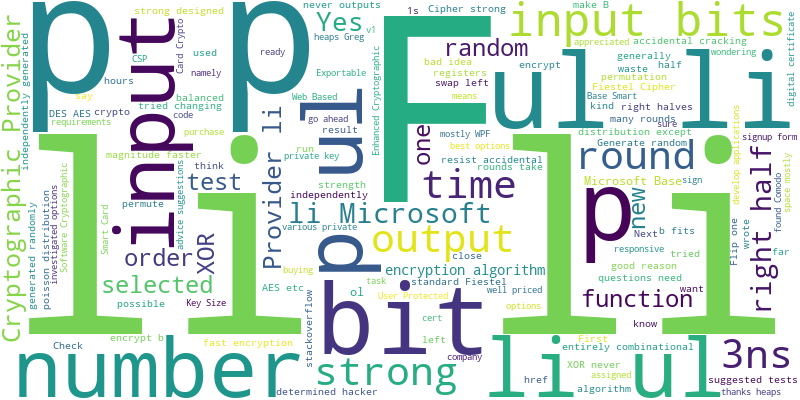 p p F ul li
li li
input
input bits
strong designed
Yes
never outputs
v1
1s
Cipher strong
make B
heaps Greg
Card Crypto
CSP
used
namely
ready
hours
Exportable
Enhanced Cryptographic
random
appreciated
accidental cracking
wondering
bad idea
generally
waste
half
registers
encrypt
permutation
Fiestel Cipher
swap left
means
Base Smart
kind
right halves
digital certificate
Cryptographic Provider
independently generated
DES AES
crypto
say
tried changing
balanced
code
requirements
purchase
magnitude faster
think
test
Web Based
go ahead
result
run
private key
ul
one
mostly WPF
best options
many rounds
sure
distribution except
Generate random
signup form
round
resist accidental
rounds take
time
strength
independently
li Microsoft
Provider li
Microsoft Base
sign
develop applications
space mostly
permute
XOR
order
selected
possible
Smart Card
Software Cryptographic
advice suggestions
investigated options
poisson distribution
generated randomly
various private
p
output
p
new
Next
b fits
tried
found Comodo
far
Flip one
wrote
right half
responsive
good reason
questions need
want
know
function
close
encryption algorithm
standard Fiestel
buying
AES etc
task
User Protected
well priced
options
ol
Key Size
bit
stackoverflow
cert
left
company
Check
encrypt b
fast encryption
number
determined hacker
strong
li ul
First
XOR never
assigned
entirely combinational
href
algorithm
3ns
suggested tests
thanks heaps